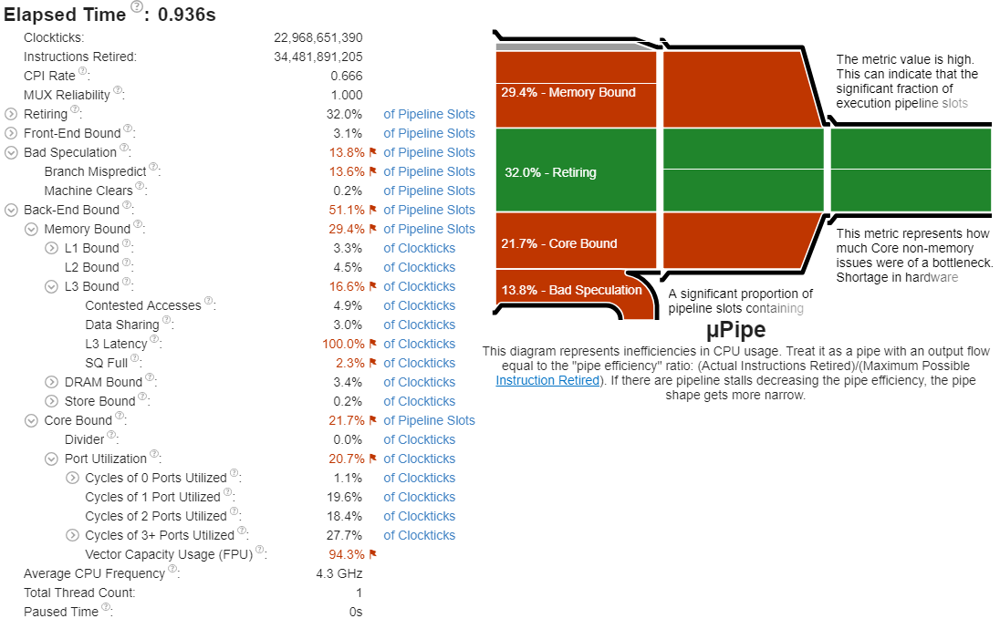 Elapsed Time ?: 0.936s
Clockticks: 22,968,651,390
Instructions Retired: 34,481,891,205
CPI Rate ?: 0.666
MUX Reliability ?: 1.000
Retiring ?: 32.0% of Pipeline Slots
Front-End Bound ?: 3.1% of Pipeline Slots
Bad Speculation ?: 13.8% of Pipeline Slots
Branch Mispredict ?: 13.6% of Pipeline Slots
Machine Clears ?: 0.2% of Pipeline Slots
Back-End Bound ?: 51.1% of Pipeline Slots
Memory Bound ?: 29.4% of Pipeline Slots
L1 Bound ?: 3.3% of Clockticks
L2 Bound ?: 4.5% of Clockticks
L3 Bound ?: 16.6% of Clockticks
Contested Accesses ?: 4.9% of Clockticks
Data Sharing ?: 3.0% of Clockticks
L3 Latency ?: 100.0% of Clockticks
SQ Full ?: 2.3% of Clockticks
DRAM Bound ?: 3.4% of Clockticks
Store Bound ?: 0.2% of Clockticks
Core Bound ?: 21.7% of Pipeline Slots
Divider ?: 0.0% of Clockticks
Port Utilization ?: 20.7% of Clockticks
Cycles of 0 Ports Utilized ?: 1.1% of Clockticks
Cycles of 1 Port Utilized ?: 19.6% of Clockticks
Cycles of 2 Ports Utilized ?: 18.4% of Clockticks
Cycles of 3+ Ports Utilized ?: 27.7% of Clockticks
Vector Capacity Usage (FPU) ?: 94.3%
Average CPU Frequency ?: 4.3 GHz
Total Thread Count: 1
Paused Time ?: 0s
29.4% - Memory Bound
32.0% - Retiring
21.7% - Core Bound
13.8% - Bad Speculation
The metric value is high.
This can indicate that the
significant fraction of
execution pipeline slots
This metric represents how
much Core non-memory
issues were of a bottleneck.
Shortage in hardware
A significant proportion of
pipeline slots containing
µPipe
This diagram represents inefficiencies in CPU usage. Treat it as a pipe with an output flow
equal to the "pipe efficiency" ratio: (Actual Instructions Retired)/(Maximum Possible
Instruction Retired). If there are pipeline stalls decreasing the pipe efficiency, the pipe
shape gets more narrow.